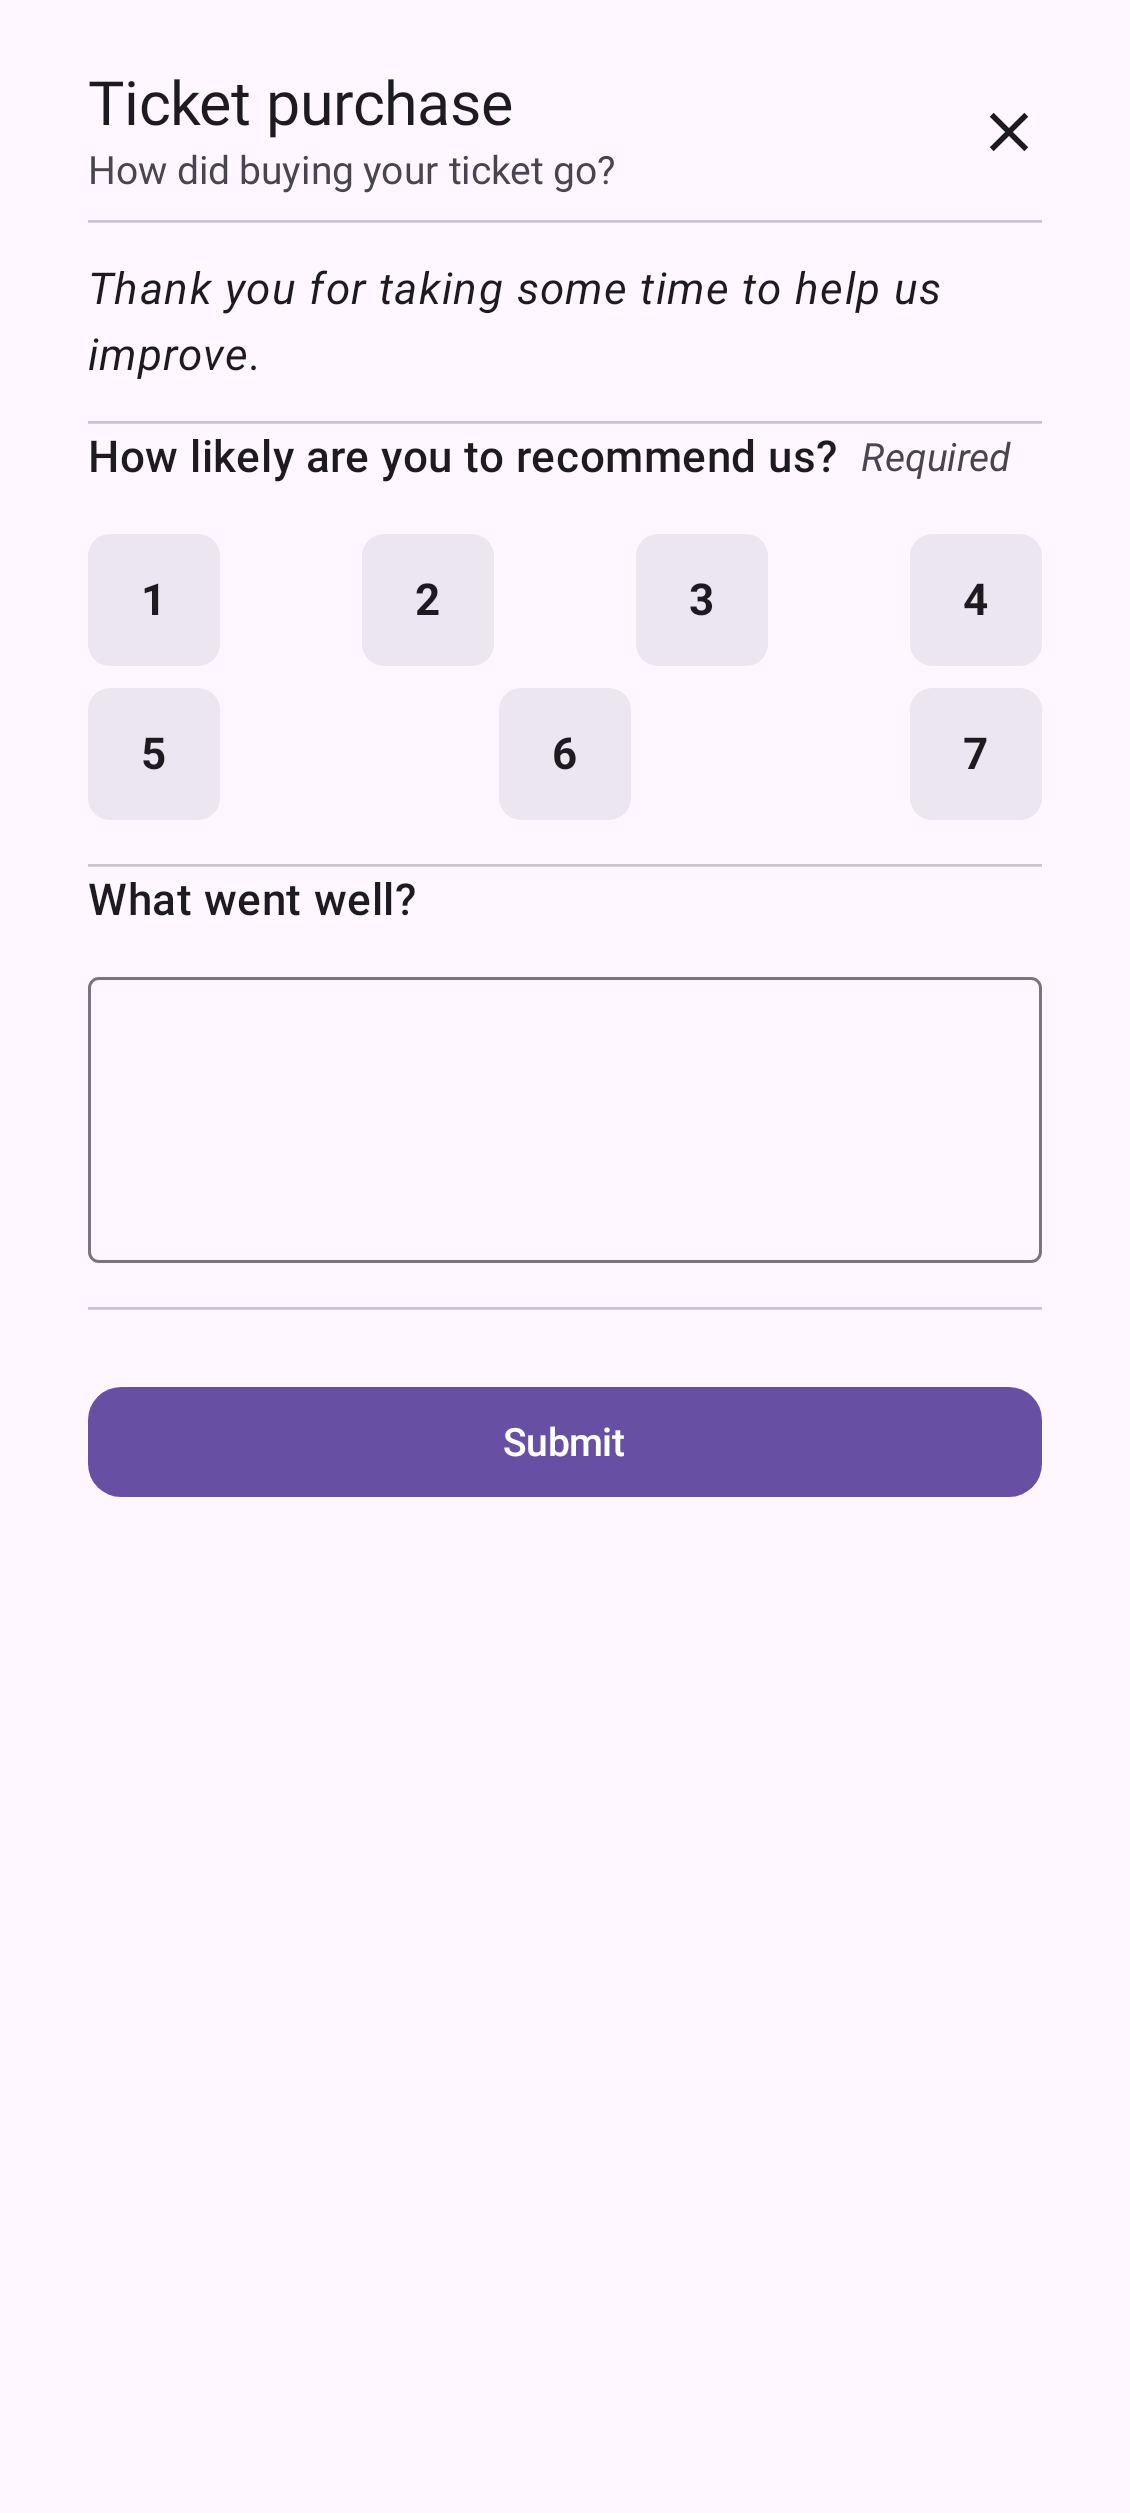 Ticket purchase
How did buying your ticket go?
Thank you for taking some time to help us
improve.
How likely are you to recommend us? Required
1 2 3 4
5 6 7
What went well?
Submit